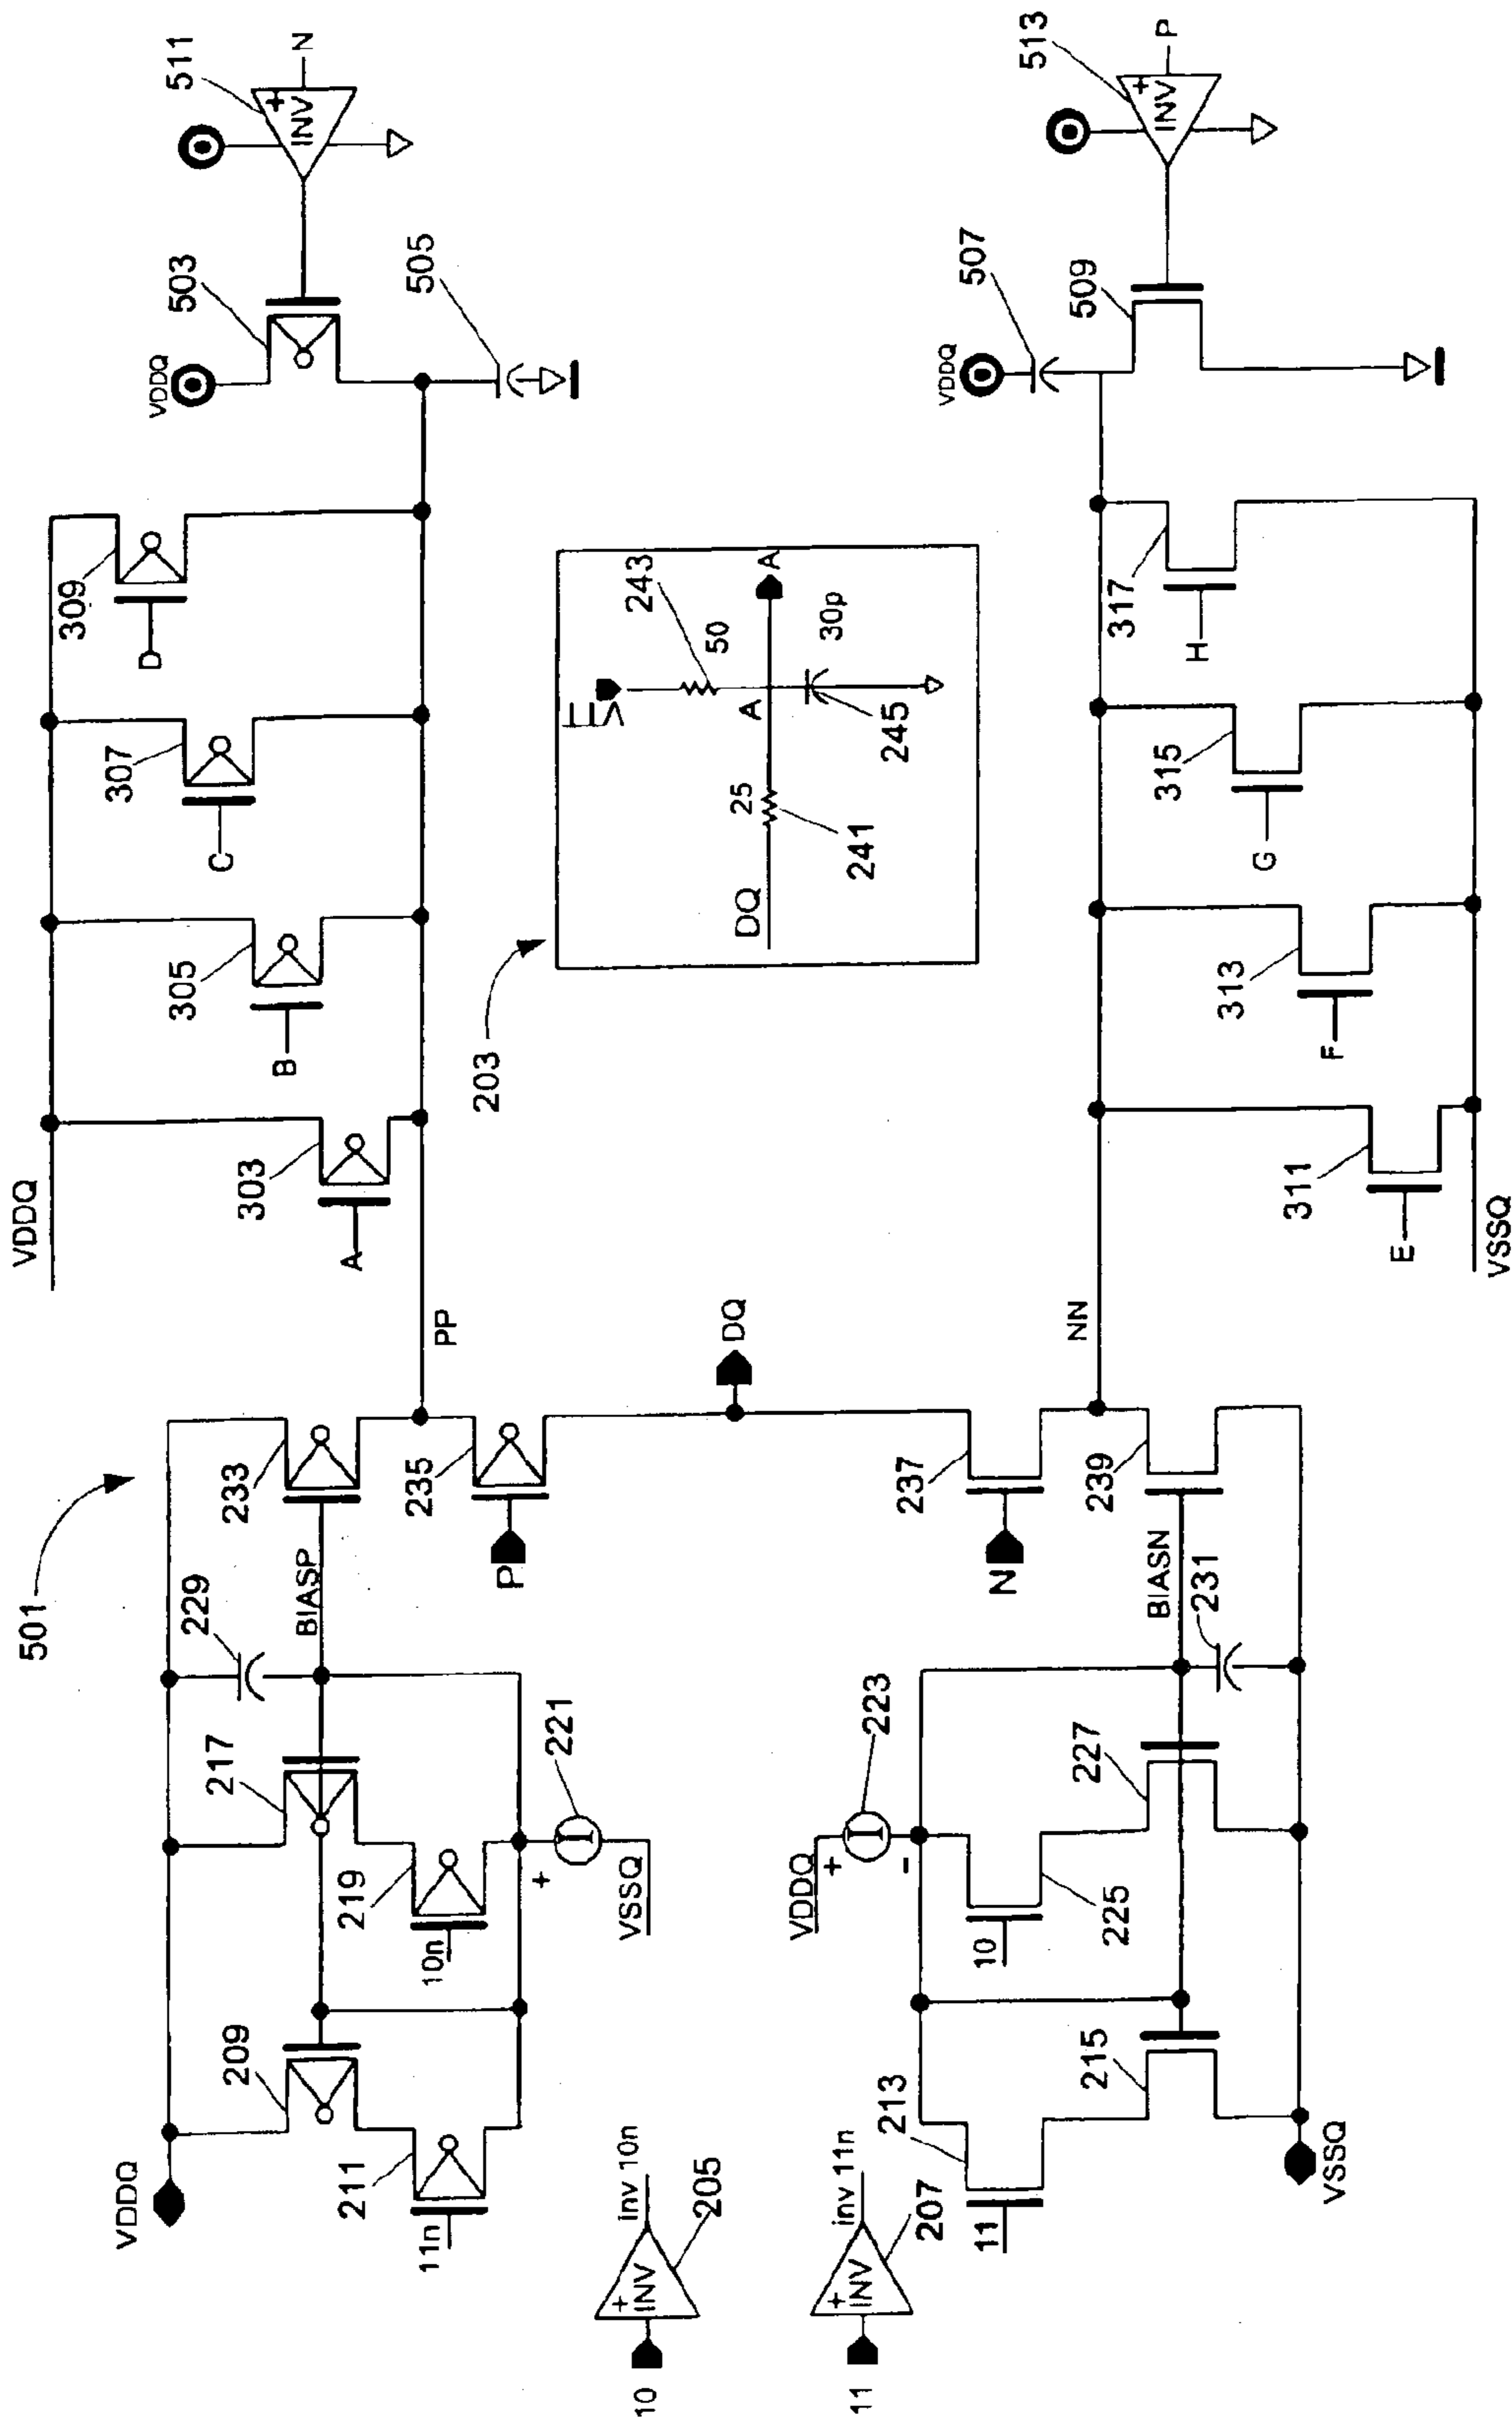 501
VDDQ
209
217
229
BIASP
233
211
11n
219
10n
+
221
VSSQ
P
235
PP
DQ
10
+
INV
inv 10n
205
11
+
INV
inv 11n
207
VDDQ
+
-
223
213
11
10
225
215
227
BIASN
231
N
237
239
VSSQ
NN
VDDQ
303
A
305
B
307
C
309
D
VDDQ
503
505
511
+
INV
N
203
DQ
25
241
A
VTT
243
50
A
30p
245
VDDQ
507
509
513
+
INV
P
311
E
313
F
315
G
317
H
VSSQ